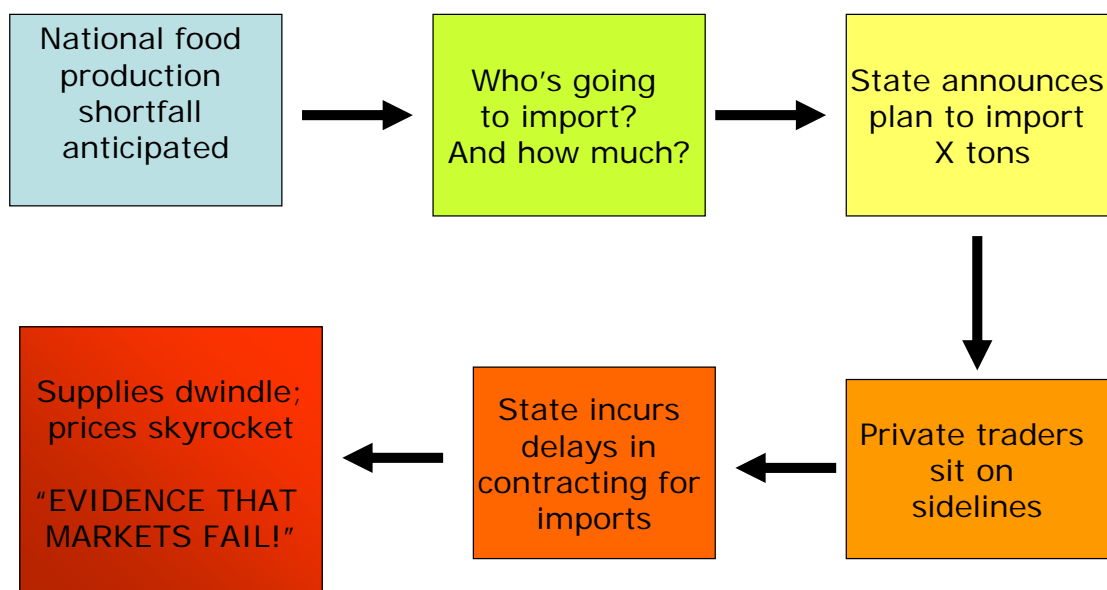 National food
production
shortfall
anticipated
Who's going
to import?
And how much?
State announces
plan to import
X tons
Private traders
sit on
sidelines
State incurs
delays in
contracting for
imports
Supplies dwindle;
prices skyrocket
“EVIDENCE THAT
MARKETS FAIL!”